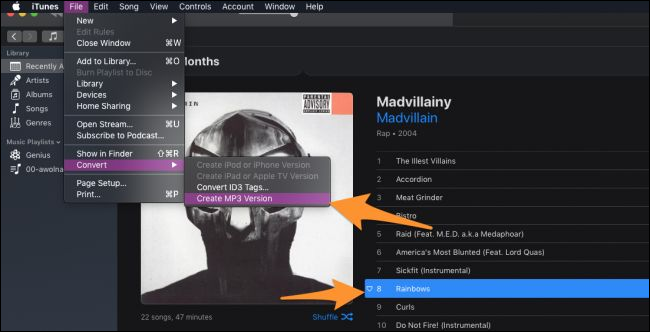 iTunes File Edit Song View Controls Account Window Help
New
Edit Rules
Close Window ⌘W
Add to Library... ⌘O
Burn Playlist to Disc
Library
Devices
Home Sharing
Open Stream... ⌘U
Subscribe to Podcast...
Show in Finder ⇧⌘R
Convert
Page Setup...
Print... ⌘P
Create iPod or iPhone Version
Create iPad or Apple TV Version
Convert ID3 Tags...
Create MP3 Version
Library
Recently A
Artists
Albums
Songs
Genres
Music Playlists
Genius
00-awolna
Months
PARENTAL
ADVISORY
22 songs, 47 minutes
Shuffle
Madvillainy
Madvillain
Rap • 2004
1 The Illest Villains
2 Accordion
3 Meat Grinder
Bistro
5 Raid (Feat. M.E.D. a.k.a Medaphoar)
6 America's Most Blunted (Feat. Lord Quas)
7 Sickfit (Instrumental)
8 Rainbows
9 Curls
10 Do Not Fire! (Instrumental)